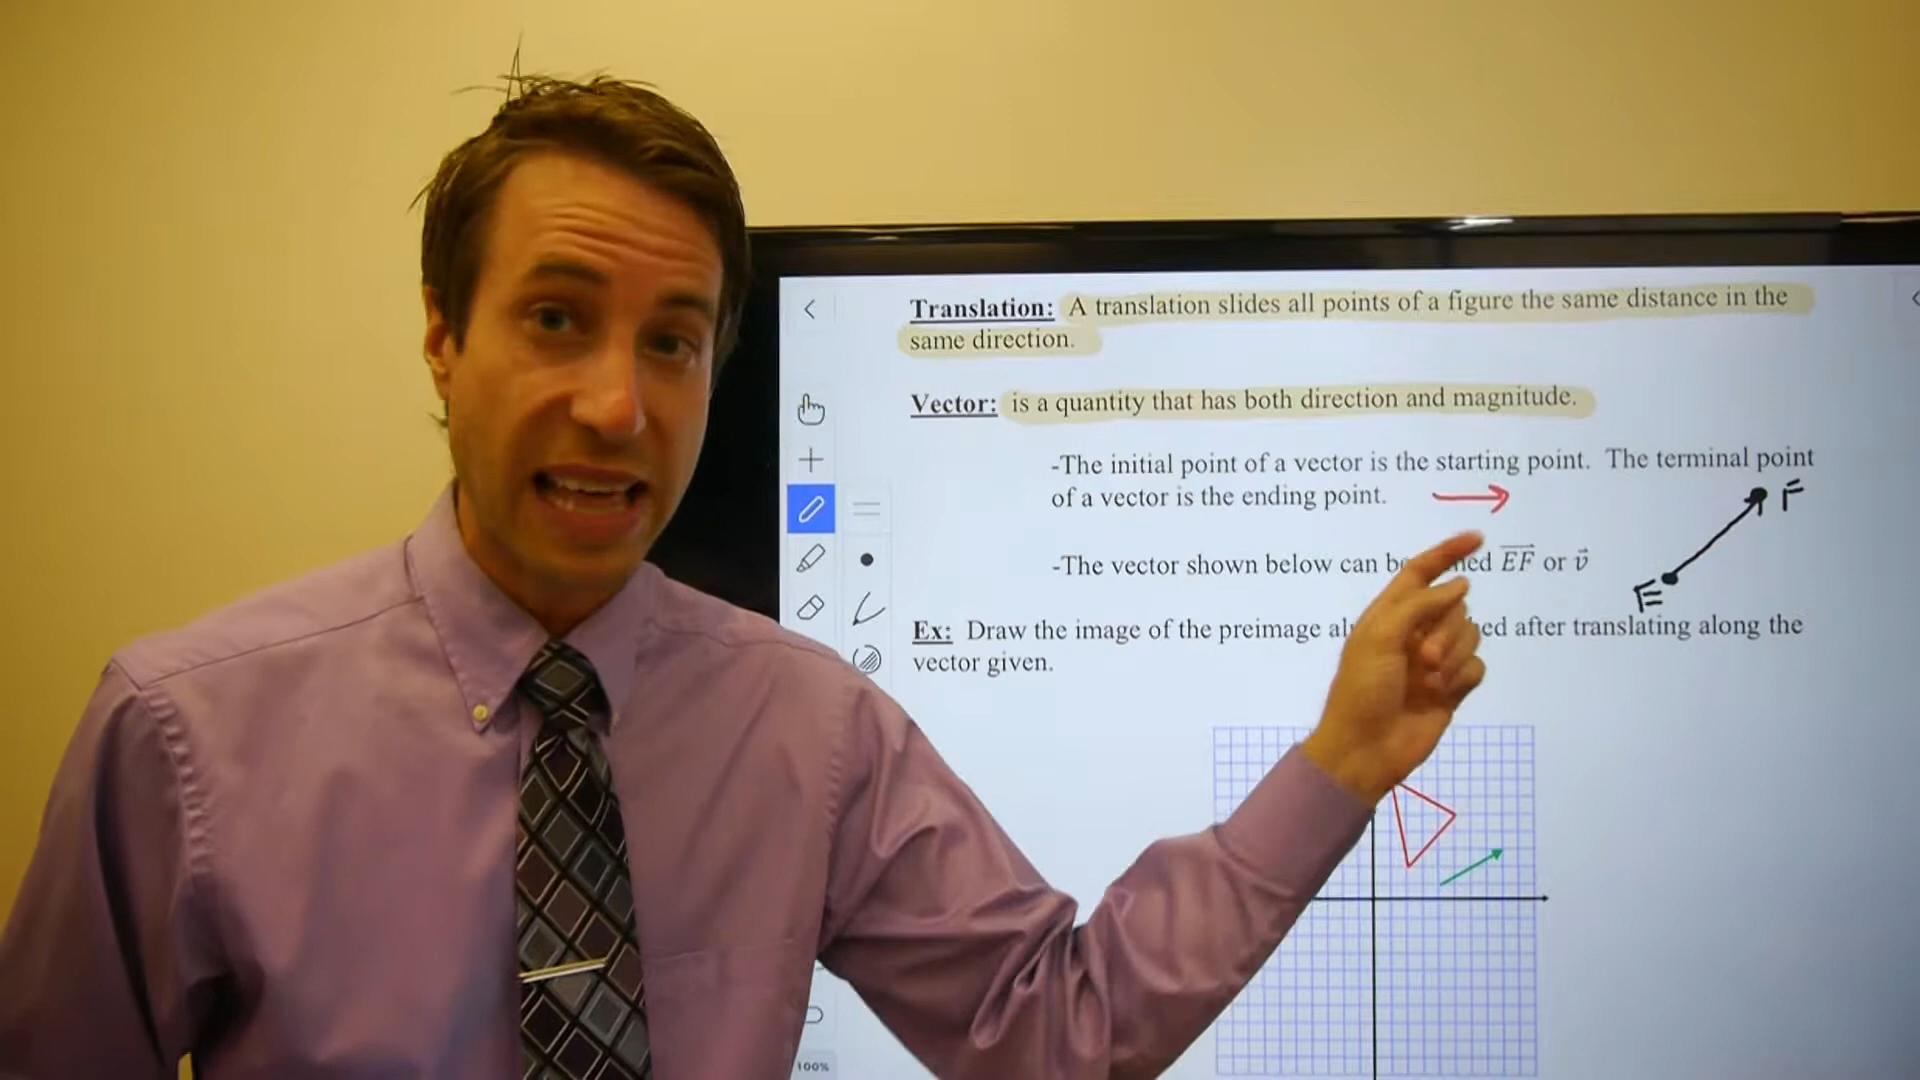 Translation: A translation slides all points of a figure the same distance in the
same direction.
Vector: is a quantity that has both direction and magnitude.
-The initial point of a vector is the starting point. The terminal point
of a vector is the ending point.
F
-The vector shown below can be EF or v
E
Ex: Draw the image of the preimage after translating along the
vector given.
100%